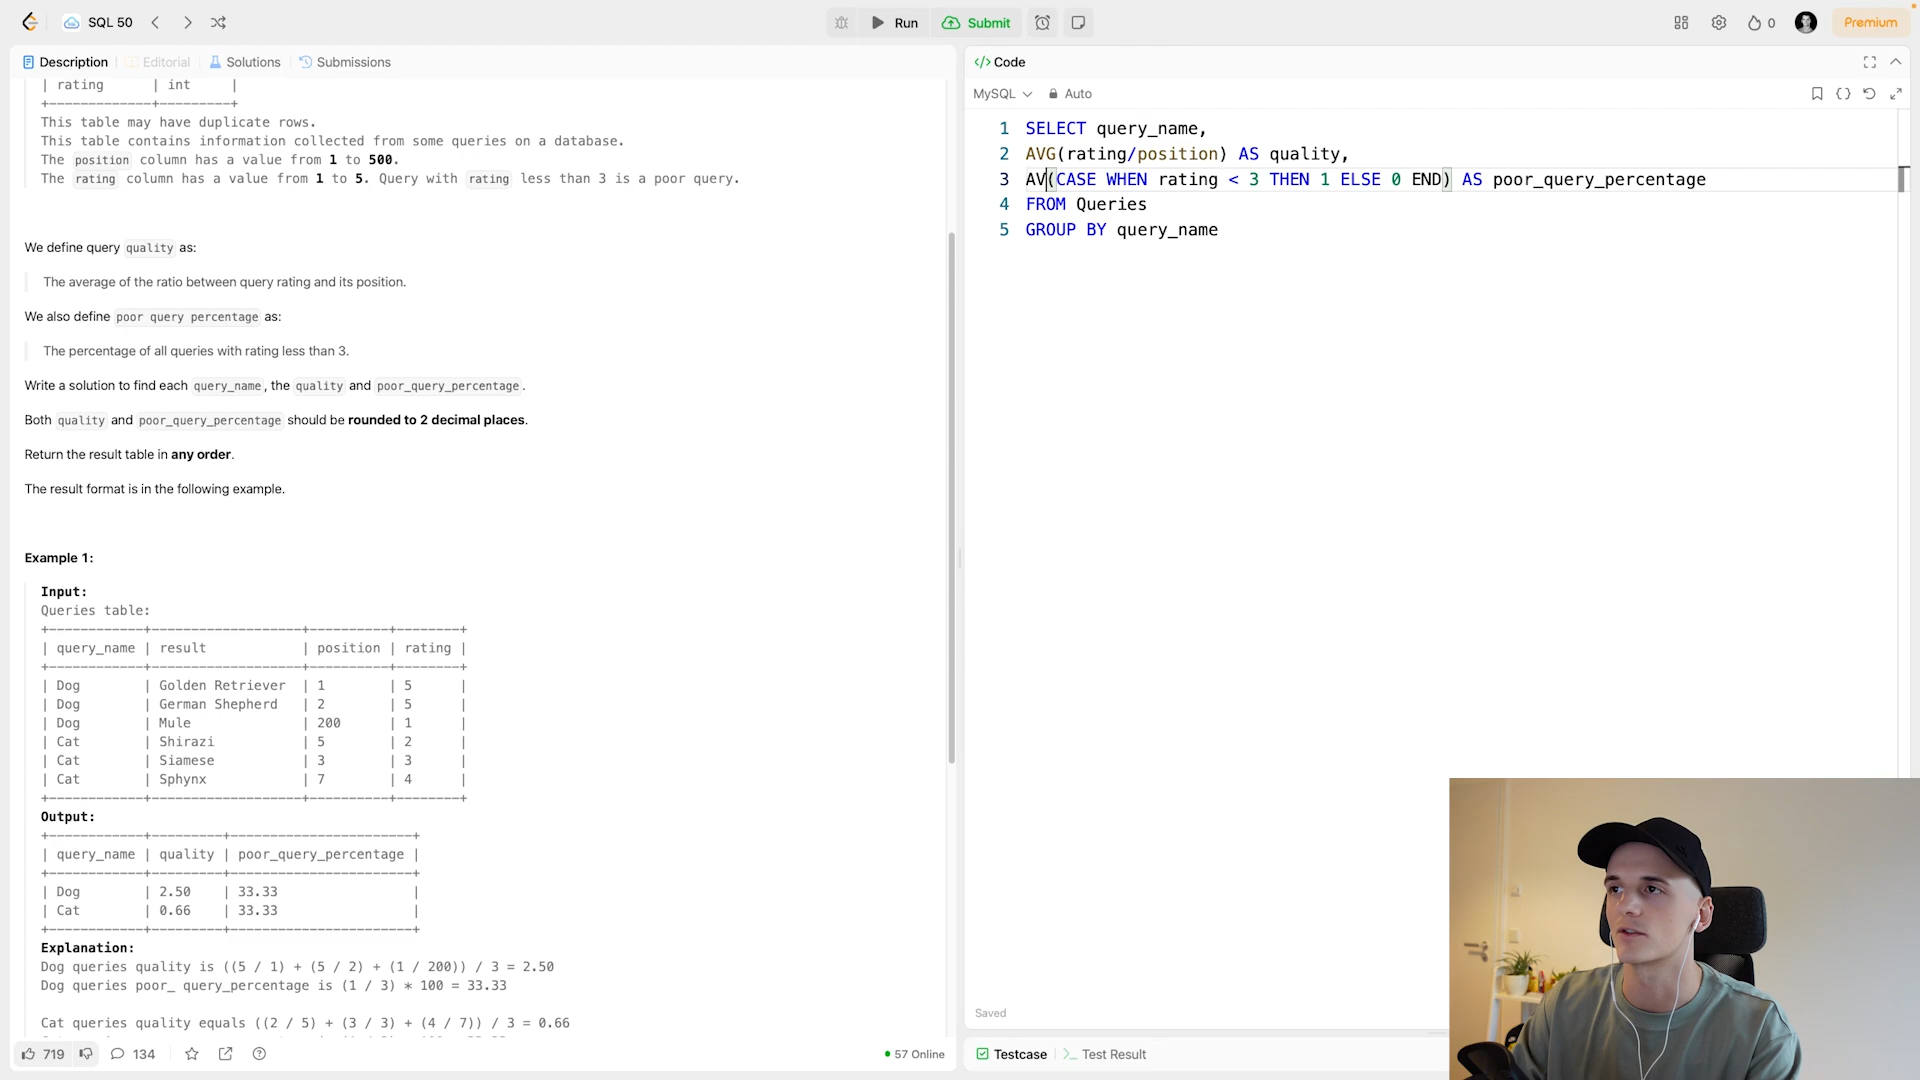 SQL 50
Run
Submit
0
Premium
Description
Editorial
Solutions
Submissions
| rating | int |
+-------------+---------+
This table may have duplicate rows.
This table contains information collected from some queries on a database.
The position column has a value from 1 to 500.
The rating column has a value from 1 to 5. Query with rating less than 3 is a poor query.
We define query quality as:
The average of the ratio between query rating and its position.
We also define poor query percentage as:
The percentage of all queries with rating less than 3.
Write a solution to find each query_name, the quality and poor_query_percentage.
Both quality and poor_query_percentage should be rounded to 2 decimal places.
Return the result table in any order.
The result format is in the following example.
Example 1:
Input:
Queries table:
+------------+-------------------+----------+--------+
| query_name | result | position | rating |
+------------+-------------------+----------+--------+
| Dog | Golden Retriever | 1 | 5 |
| Dog | German Shepherd | 2 | 5 |
| Dog | Mule | 200 | 1 |
| Cat | Shirazi | 5 | 2 |
| Cat | Siamese | 3 | 3 |
| Cat | Sphynx | 7 | 4 |
+------------+-------------------+----------+--------+
Output:
+------------+---------+-----------------------+
| query_name | quality | poor_query_percentage |
+------------+---------+-----------------------+
| Dog | 2.50 | 33.33 |
| Cat | 0.66 | 33.33 |
+------------+---------+-----------------------+
Explanation:
Dog queries quality is ((5 / 1) + (5 / 2) + (1 / 200)) / 3 = 2.50
Dog queries poor_ query_percentage is (1 / 3) * 100 = 33.33
Cat queries quality equals ((2 / 5) + (3 / 3) + (4 / 7)) / 3 = 0.66
719
134
57 Online
</> Code
MySQL
Auto
1 SELECT query_name,
2 AVG(rating/position) AS quality,
3 AV(CASE WHEN rating < 3 THEN 1 ELSE 0 END) AS poor_query_percentage
4 FROM Queries
5 GROUP BY query_name
Saved
Testcase
Test Result